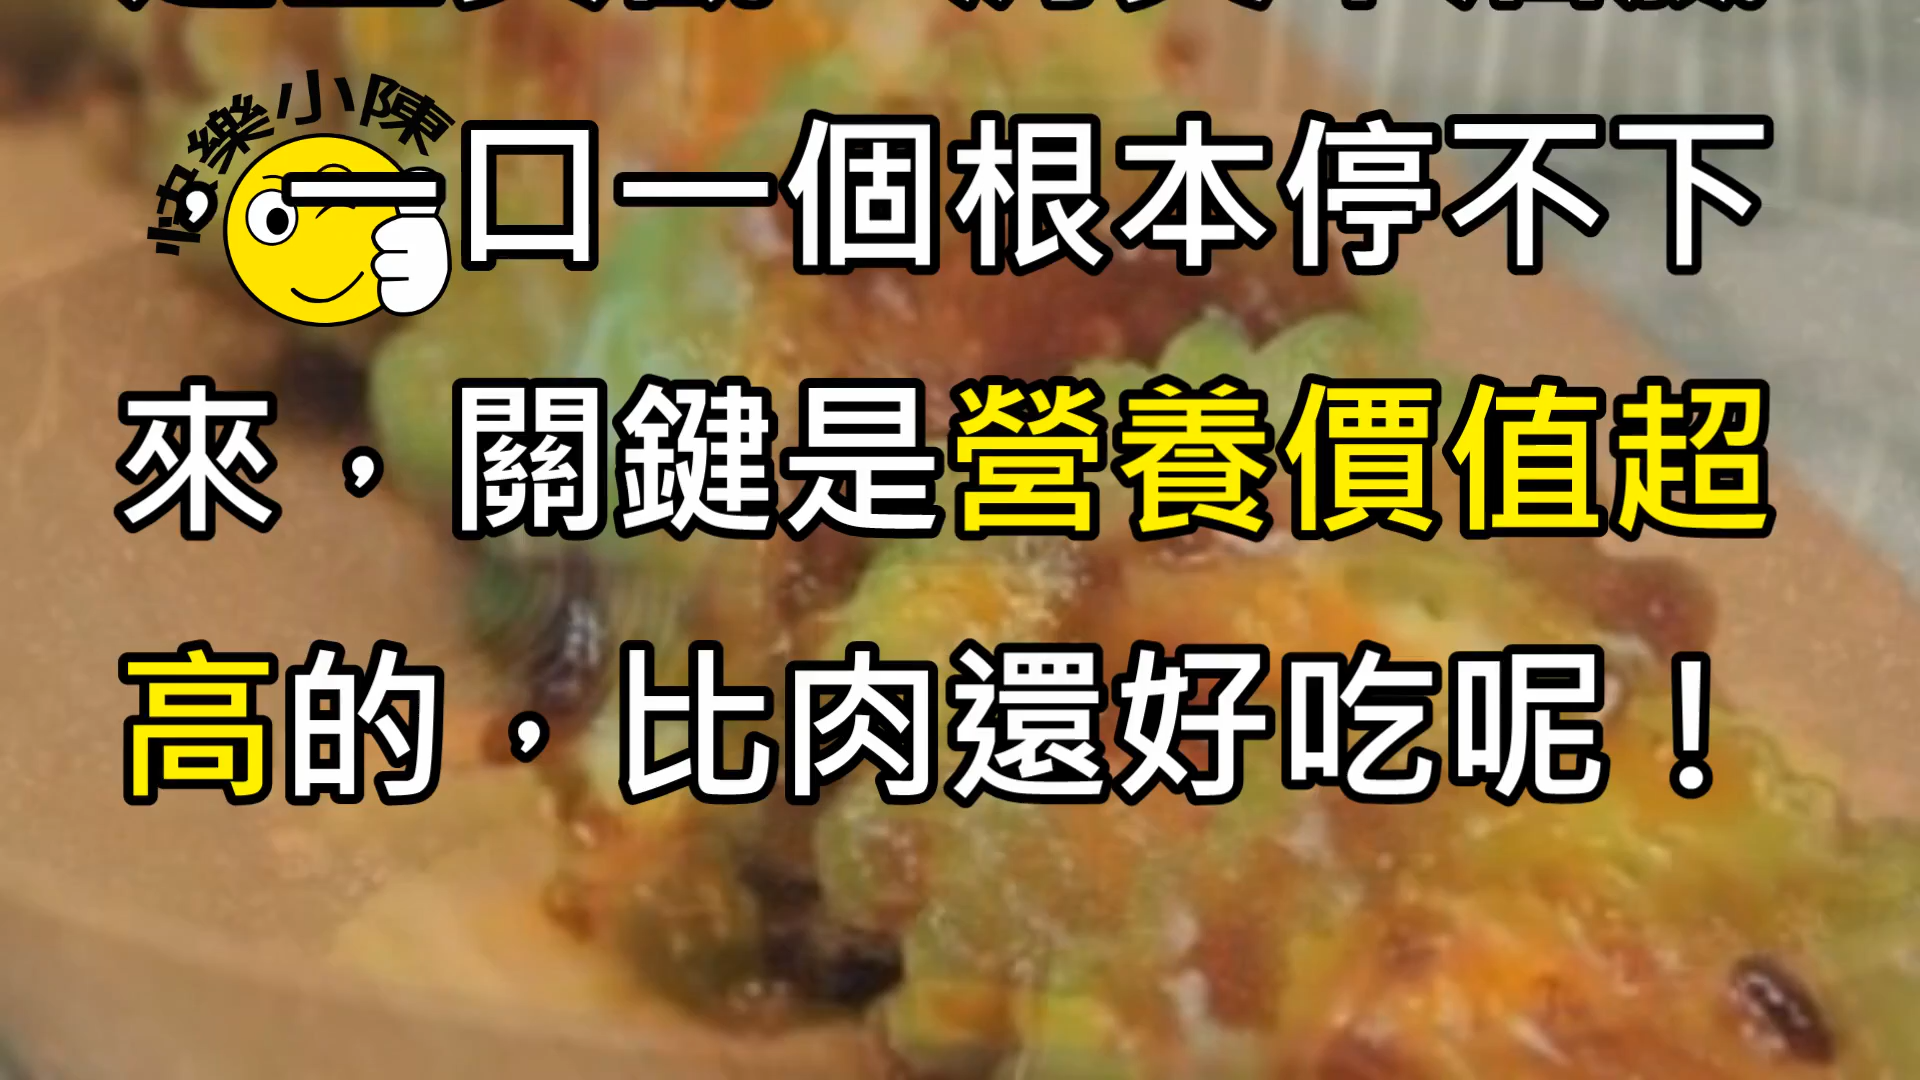 快樂小陳
，一口一個根本停不下
來，關鍵是營養價值超
高的，比肉還好吃呢！